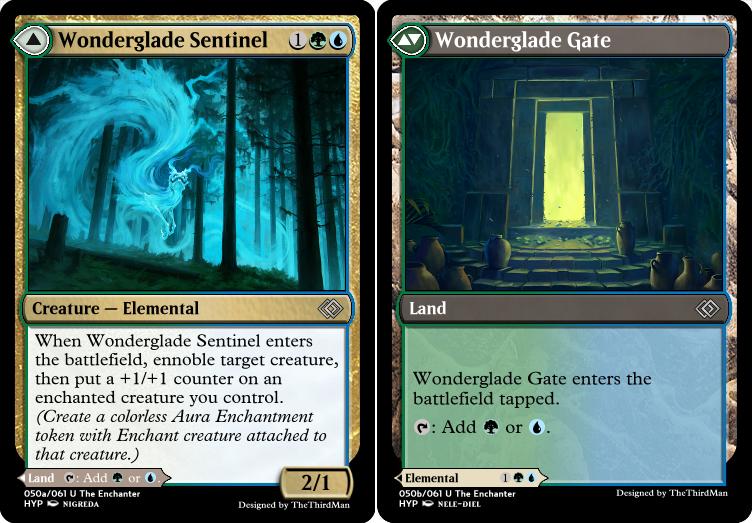 Wonderglade Sentinel 1
Creature — Elemental
When Wonderglade Sentinel enters
the battlefield, ennoble target creature,
then put a +1/+1 counter on an
enchanted creature you control.
(Create a colorless Aura Enchantment
token with Enchant creature attached to
that creature.)
Land : Add or .
2/1
050a/061 U The Enchanter
HYP NIGREDA
Designed by TheThirdMan
Wonderglade Gate
Land
Wonderglade Gate enters the
battlefield tapped.
: Add or .
Elemental 1
050b/061 U The Enchanter
HYP NELE-DIEL
Designed by TheThirdMan